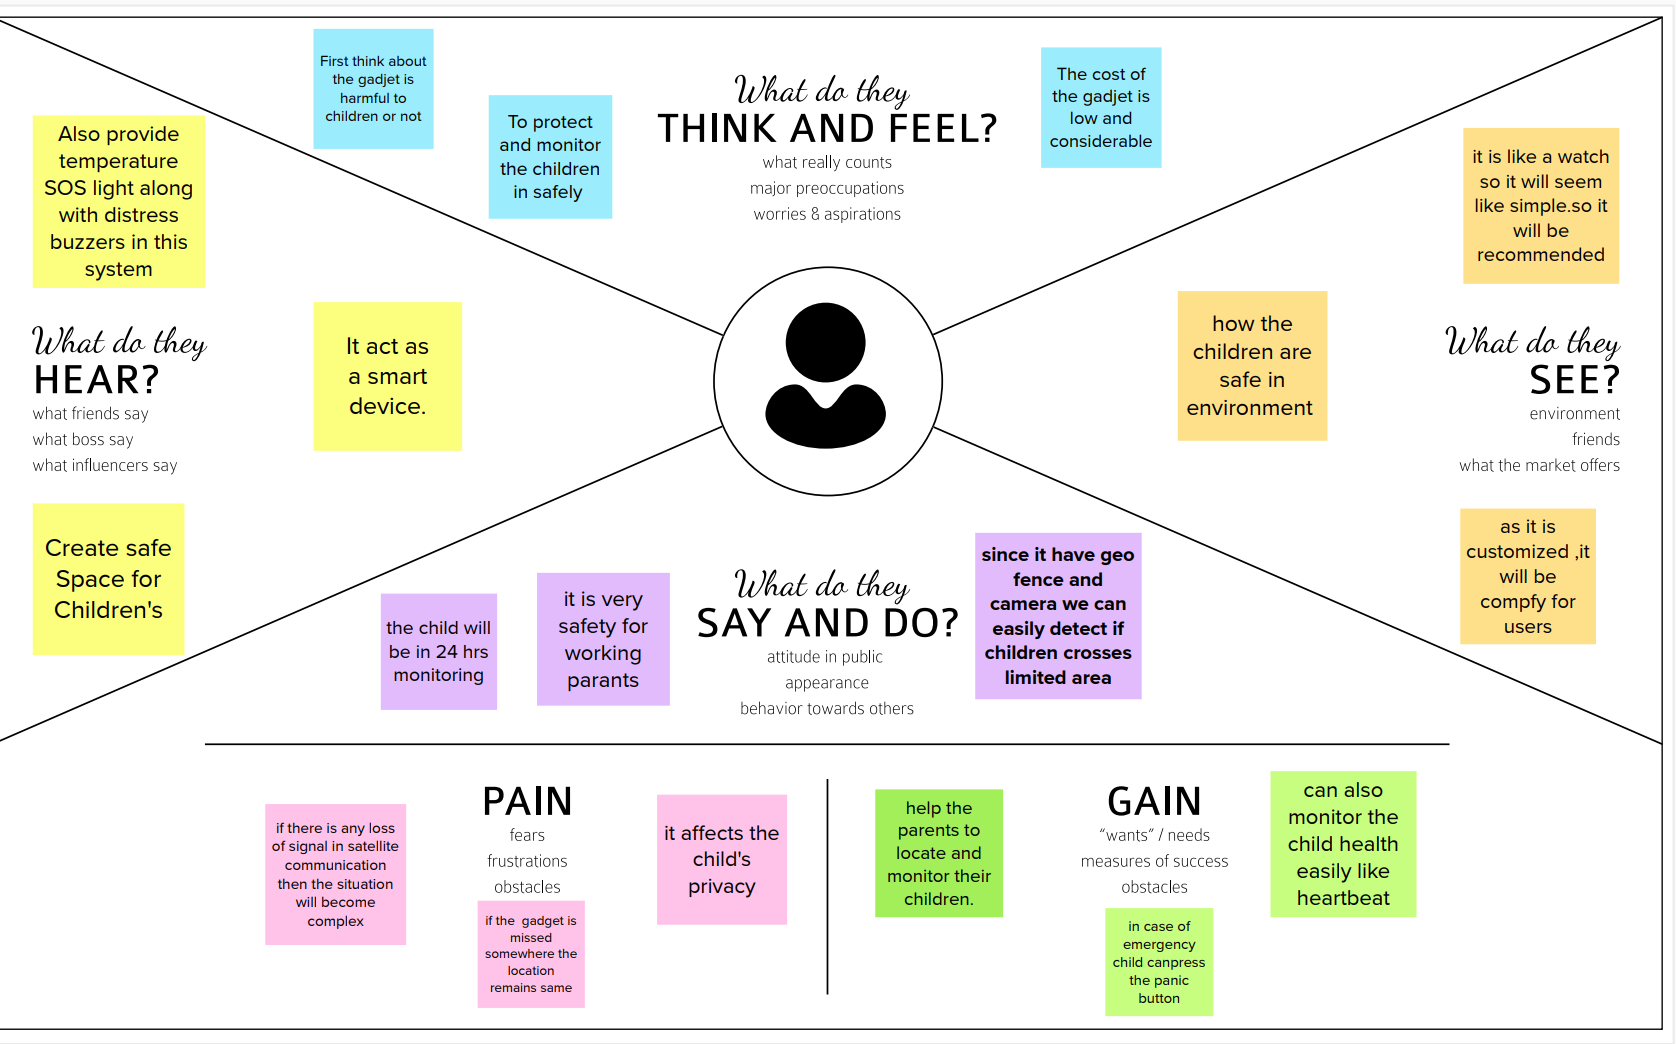 First think about
the gadjet is
harmful to
children or not
To protect
and monitor
the children
in safely
What do they
THINK AND FEEL?
what really counts
major preoccupations
worries & aspirations
The cost of
the gadjet is
low and
considerable
Also provide
temperature
SOS light along
with distress
buzzers in this
system
What do they
HEAR?
what friends say
what boss say
what influencers say
It act as
a smart
device.
Create safe
Space for
Children's
it is like a watch
so it will seem
like simple.so it
will be
recommended
how the
children are
safe in
environment
What do they
SEE?
environment
friends
what the market offers
as it is
customized ,it
will be
compfy for
users
the child will
be in 24 hrs
monitoring
it is very
safety for
working
parants
What do they
SAY AND DO?
attitude in public
appearance
behavior towards others
since it have geo
fence and
camera we can
easily detect if
children crosses
limited area
if there is any loss
of signal in satellite
communication
then the situation
will become
complex
PAIN
fears
frustrations
obstacles
if the gadget is
missed
somewhere the
location
remains same
it affects the
child's
privacy
help the
parents to
locate and
monitor their
children.
GAIN
“wants” / needs
measures of success
obstacles
in case of
emergency
child canpress
the panic
button
can also
monitor the
child health
easily like
heartbeat